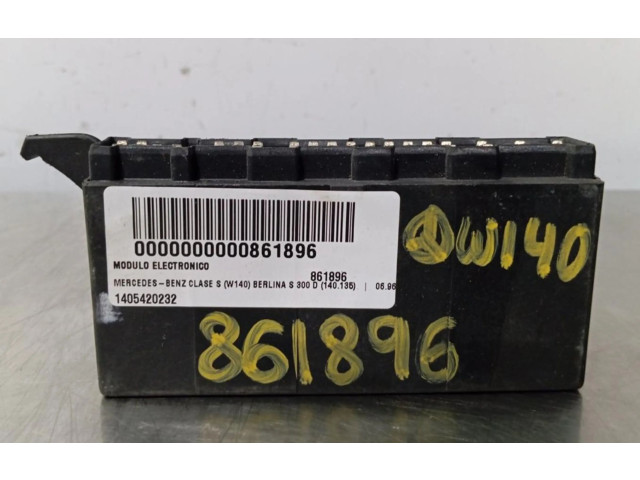 0000000000861896
MODULO ELECTRONICO
861896
MERCEDES-BENZ CLASE S (W140) BERLINA S 300 D (140.135) | 06.96
1405420232
W140
861896